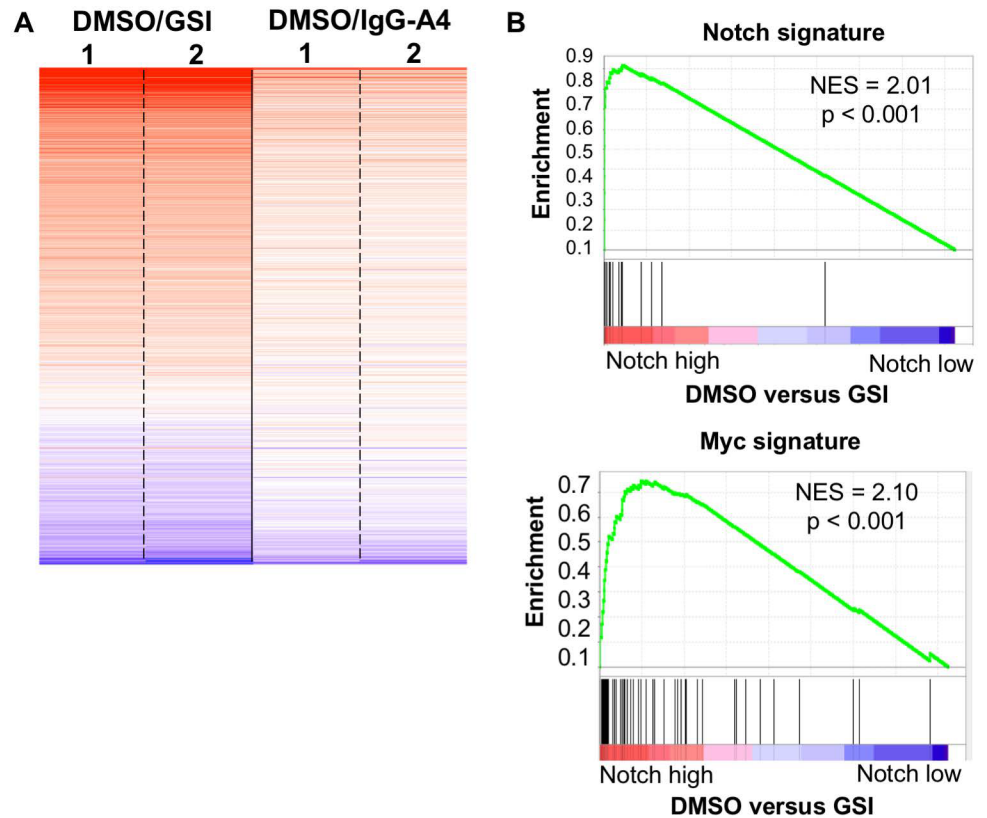 A
DMSO/GSI
DMSO/IgG-A4
1
2
1
2
B
Notch signature
0.9
0.8
0.7
0.6
0.5
0.4
0.3
0.2
0.1
Enrichment
NES = 2.01
p < 0.001
Notch high
Notch low
DMSO versus GSI
Myc signature
0.7
0.6
0.5
0.4
0.3
0.2
0.1
Enrichment
NES = 2.10
p < 0.001
Notch high
Notch low
DMSO versus GSI